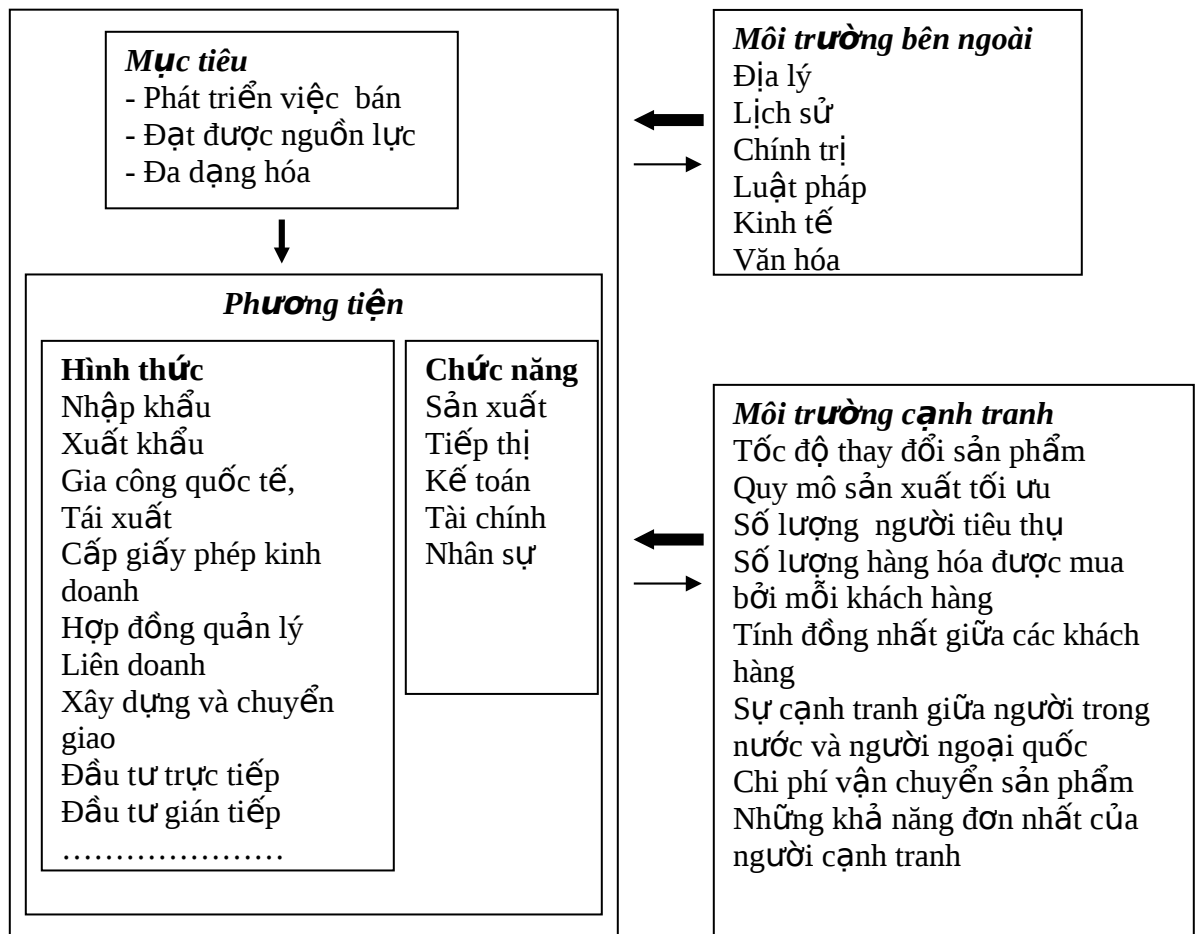 Mục tiêu
- Phát triển việc bán
- Đạt được nguồn lực
- Đa dạng hóa
Phương tiện
Hình thức
Nhập khẩu
Xuất khẩu
Gia công quốc tế,
Tái xuất
Cấp giấy phép kinh
doanh
Hợp đồng quản lý
Liên doanh
Xây dựng và chuyển
giao
Đầu tư trực tiếp
Đầu tư gián tiếp
…………………
Chức năng
Sản xuất
Tiếp thị
Kế toán
Tài chính
Nhân sự
Môi trường bên ngoài
Địa lý
Lịch sử
Chính trị
Luật pháp
Kinh tế
Văn hóa
Môi trường cạnh tranh
Tốc độ thay đổi sản phẩm
Quy mô sản xuất tối ưu
Số lượng người tiêu thụ
Số lượng hàng hóa được mua
bởi mỗi khách hàng
Tính đồng nhất giữa các khách
hàng
Sự cạnh tranh giữa người trong
nước và người ngoại quốc
Chi phí vận chuyển sản phẩm
Những khả năng đơn nhất của
người cạnh tranh